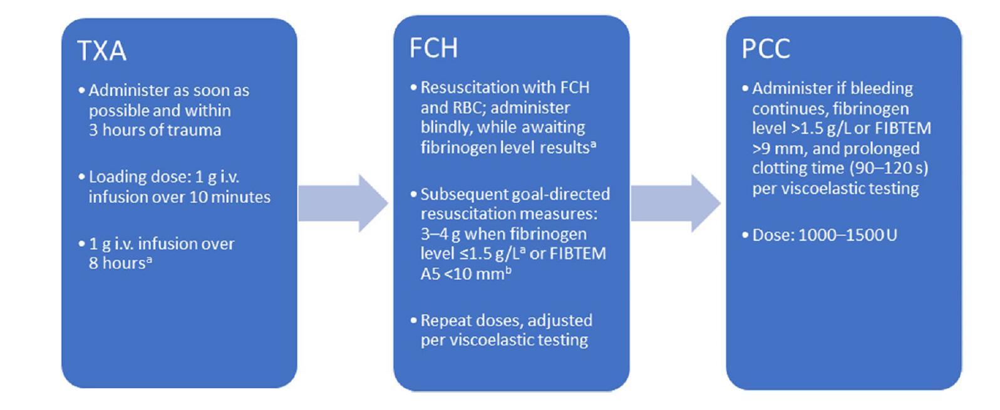 TXA
• Administer as soon as
possible and within
3 hours of trauma
• Loading dose: 1 g i.v.
infusion over 10 minutes
• 1 g i.v. infusion over
8 hoursᵃ
FCH
• Resuscitation with FCH
and RBC; administer
blindly, while awaiting
fibrinogen level resultsᵃ
• Subsequent goal-directed
resuscitation measures:
3–4 g when fibrinogen
level ≤1.5 g/Lᵃ or FIBTEM
A5 <10 mmᵇ
• Repeat doses, adjusted
per viscoelastic testing
PCC
• Administer if bleeding
continues, fibrinogen
level >1.5 g/L or FIBTEM
>9 mm, and prolonged
clotting time (90–120 s)
per viscoelastic testing
• Dose: 1000–1500 U